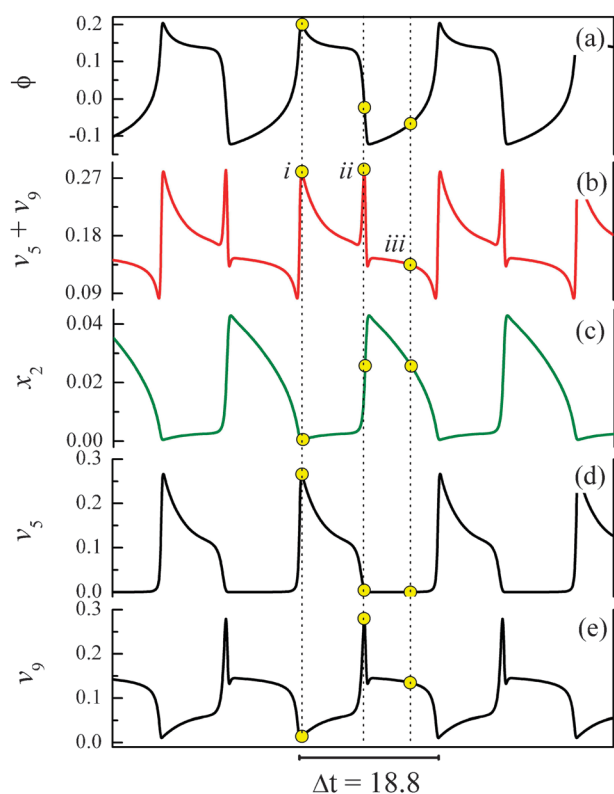 0.2
(a)
0.1
ϕ
0.0
-0.1
0.27
i
ii
(b)
v5 + v9
0.18
iii
0.09
0.04
(c)
x2
0.02
0.00
0.3
(d)
0.2
v5
0.1
0.0
0.3
(e)
0.2
v9
0.1
0.0
Δt = 18.8